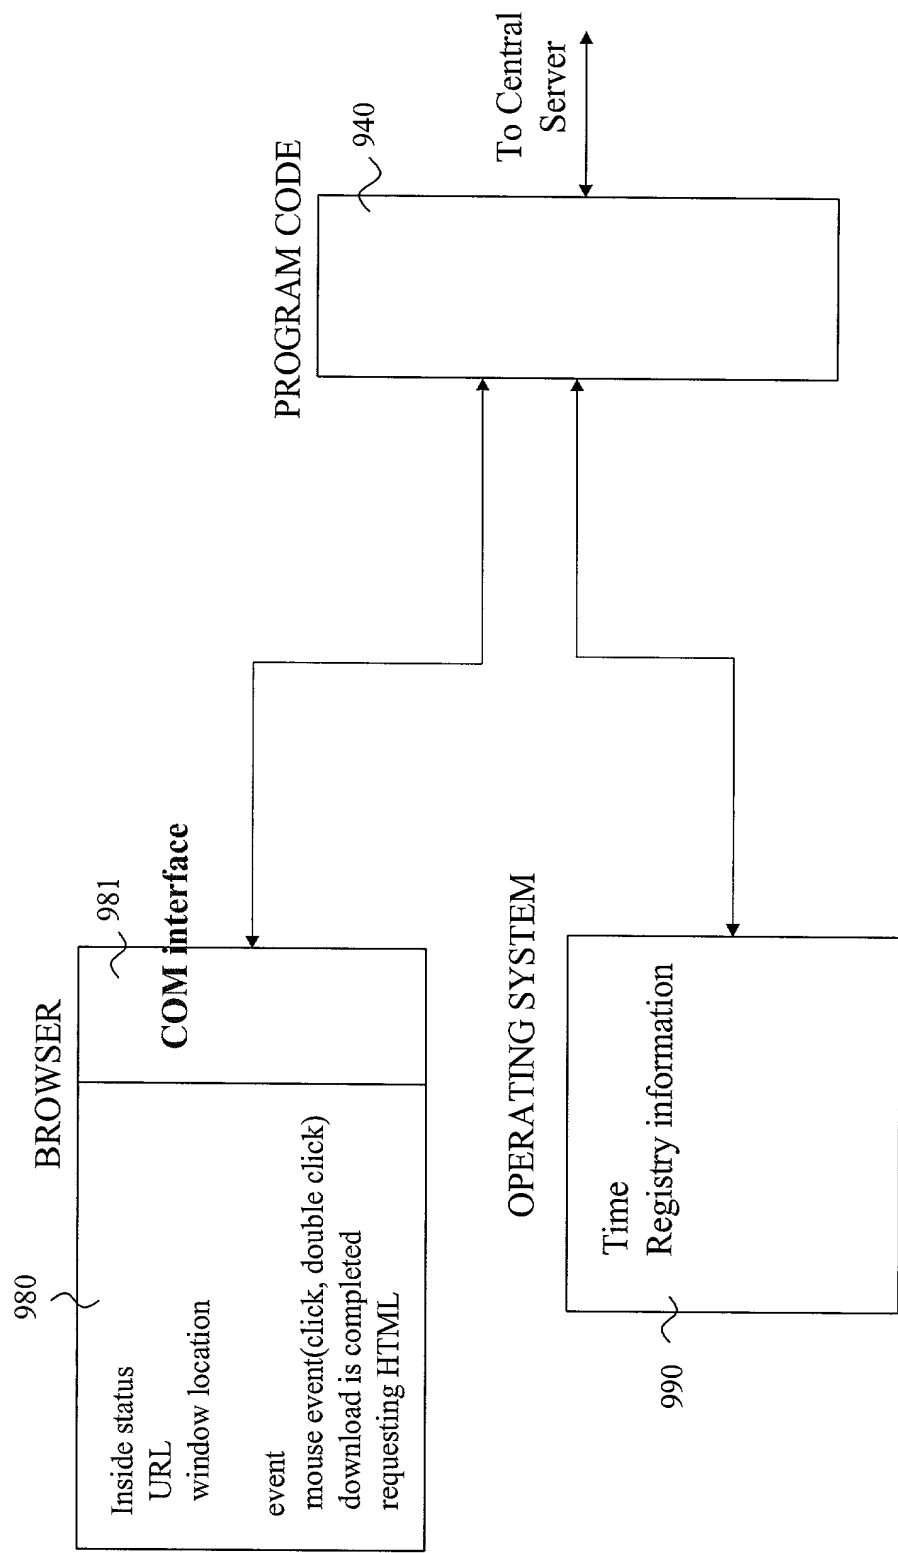 BROWSER
980
981
Inside status
URL
window location
event
mouse event(click, double click)
download is completed
requesting HTML
COM interface
OPERATING SYSTEM
Time
Registry information
990
PROGRAM CODE
940
To Central
Server